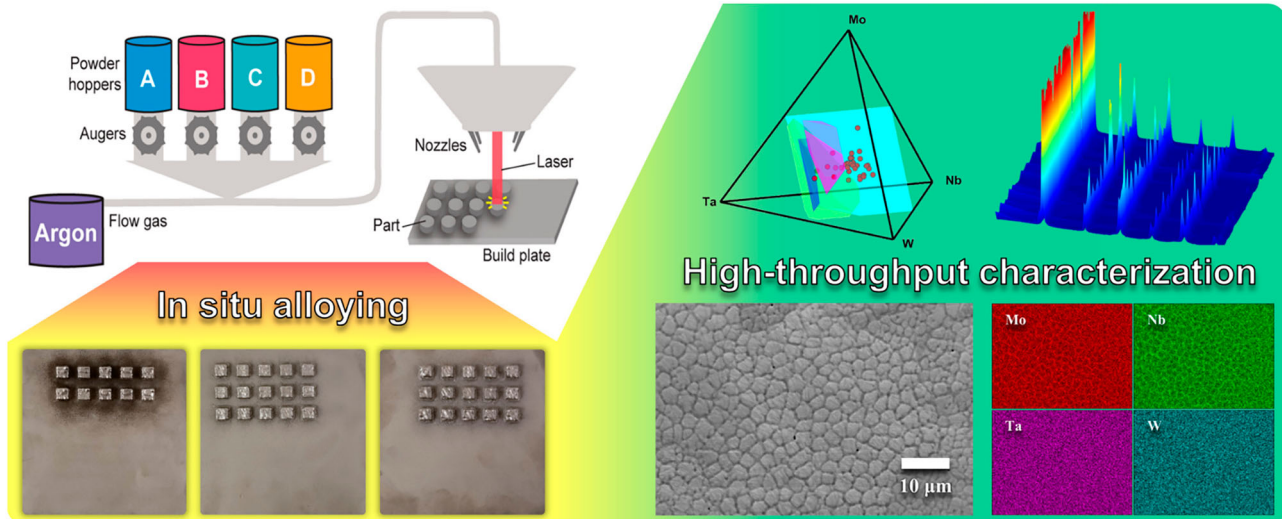 Powder
hoppers
A
B
C
D
Augers
Argon
Flow gas
Nozzles
Laser
Part
Build plate
In situ alloying
Mo
Ta
Nb
W
High-throughput characterization
10 μm
Mo
Nb
Ta
W